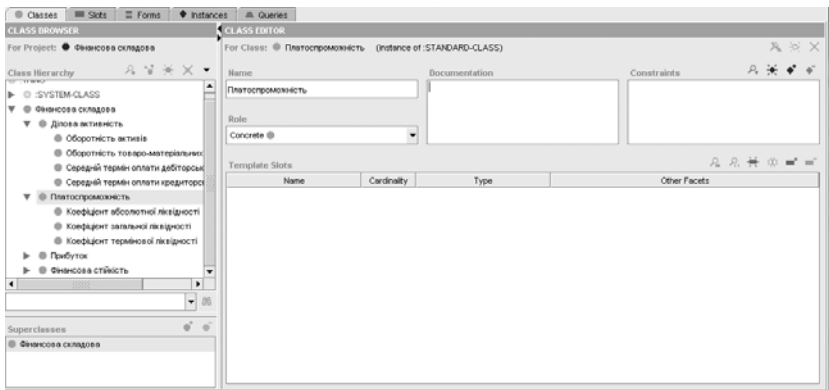 Classes Slots Forms Instances Queries
CLASS BROWSER
For Project: Фінансова складова
Class Hierarchy
:SYSTEM-CLASS
Фінансова складова
Ділова активність
Оборотність активів
Оборотність товаро-матеріальних
Середній термін оплати дебіторськ
Середній термін оплати кредиторсь
Платоспроможність
Коефіцієнт абсолютної ліквідності
Коефіцієнт загальної ліквідності
Коефіцієнт термінової ліквідності
Прибуток
Фінансова стійкість
Superclasses
Фінансова складова
CLASS EDITOR
For Class: Платоспроможність (instance of :STANDARD-CLASS)
Name Documentation Constraints
Платоспроможність
Role
Concrete
Template Slots
Name Cardinality Type Other Facets